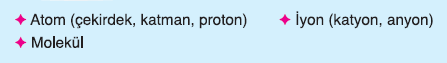 ✦ Atom (çekirdek, katman, proton) ✦ İyon (katyon, anyon)
✦ Molekül